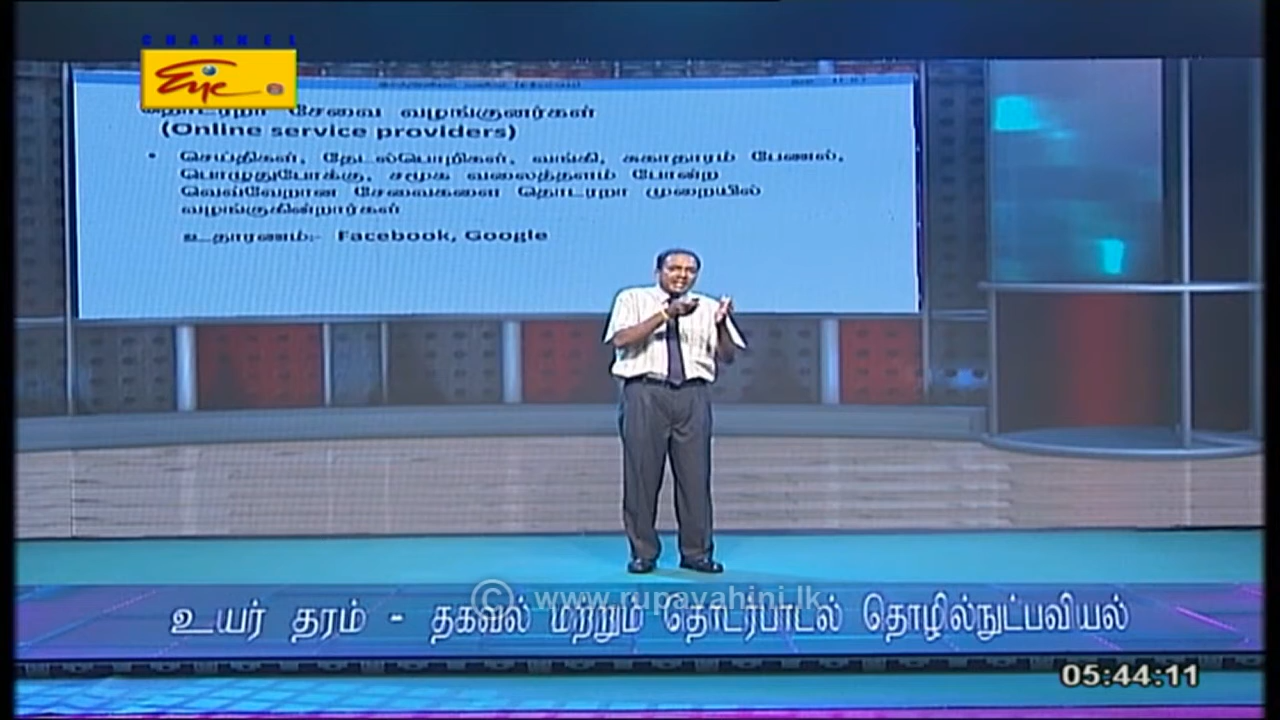 CHANNEL
Eye
தொடரறா சேவை வழங்குனர்கள்
(Online service providers)
• செய்திகள், தேடல்பொறிகள், வங்கி, சுகாதாரம் பேணல்,
பொழுதுபோக்கு, சமூக வலைத்தளம் போன்ற
வெவ்வேறான சேவைகளை தொடரறா முறையில்
வழங்குகின்றார்கள்
உதாரணம்:- Facebook, Google
© www.rupavahini.lk
உயர் தரம் - தகவல் மற்றும் தொடர்பாடல் தொழில்நுட்பவியல்
05:44:11